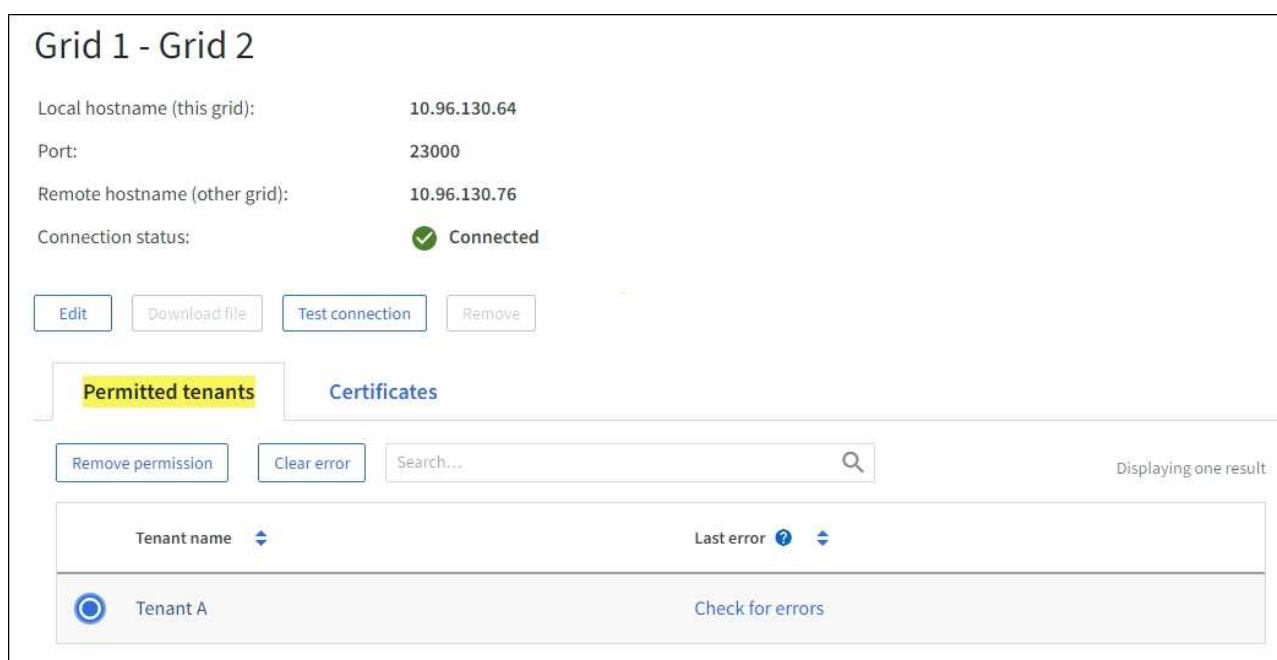 Grid 1 - Grid 2
Local hostname (this grid): 10.96.130.64
Port: 23000
Remote hostname (other grid): 10.96.130.76
Connection status: Connected
Edit Download file Test connection Remove
Permitted tenants Certificates
Remove permission Clear error Search... Displaying one result
Tenant name Last error ?
Tenant A Check for errors